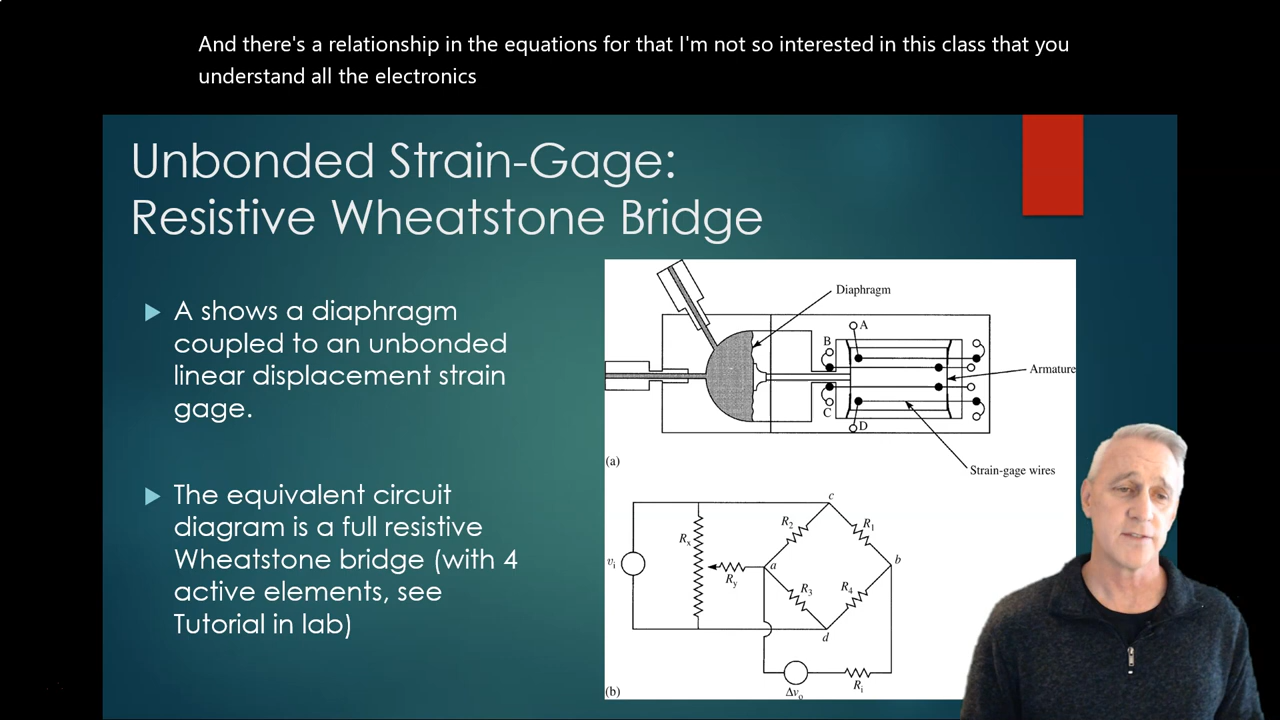 And there's a relationship in the equations for that I'm not so interested in this class that you
understand all the electronics
Unbonded Strain-Gage:
Resistive Wheatstone Bridge
A shows a diaphragm
coupled to an unbonded
linear displacement strain
gage.
The equivalent circuit
diagram is a full resistive
Wheatstone bridge (with 4
active elements, see
Tutorial in lab)
Diaphragm
A
B
Armature
C
D
Strain-gage wires
(a)
c
R2
R1
Rx
vi
a
b
Ry
R3
R4
d
Δvo
Ri
(b)